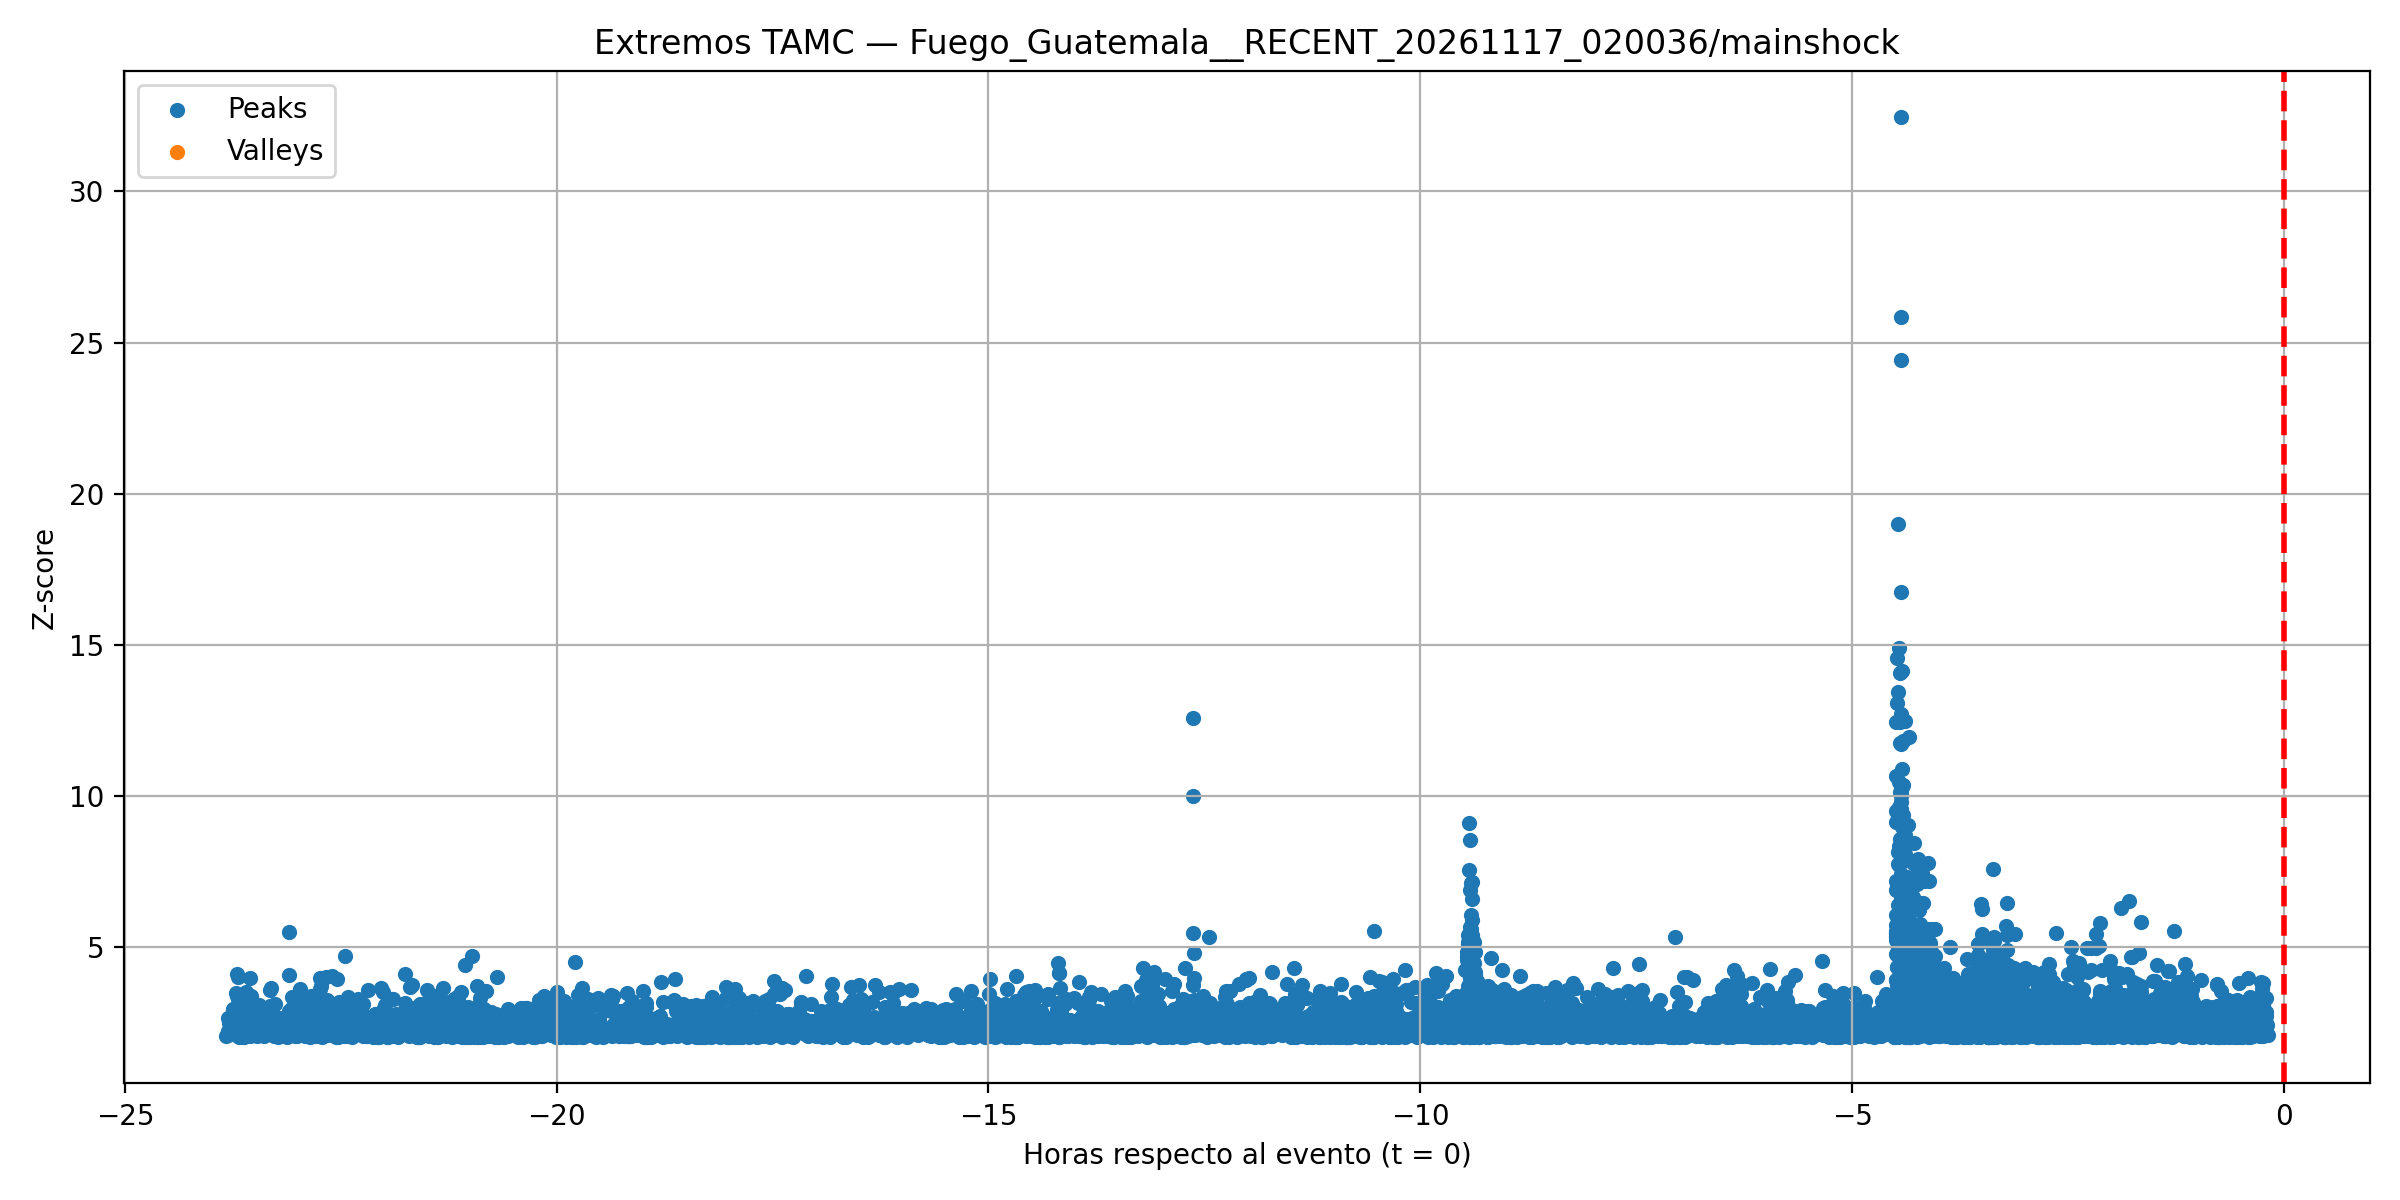 Extremos TAMC — Fuego_Guatemala__RECENT_20261117_020036/mainshock
Peaks
Valleys
30
25
20
15
10
5
Z-score
−25
−20
−15
−10
−5
0
Horas respecto al evento (t = 0)